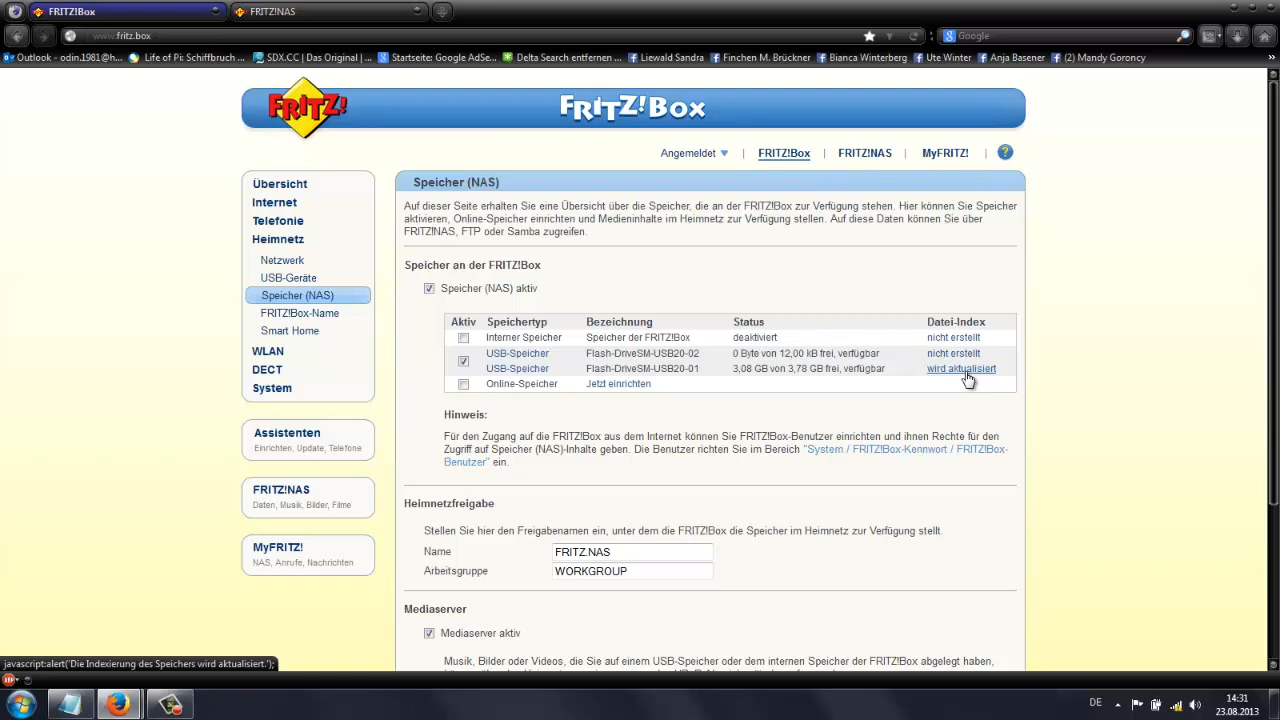 FRITZ!Box
FRITZ!NAS
www.fritz.box
Google
Outlook - odin.1981@h...
Life of Pi: Schiffbruch ...
SDX.CC | Das Original | ...
Startseite: Google AdSe...
Delta Search entfernen ...
Liewald Sandra
Finchen M. Brückner
Bianca Winterberg
Ute Winter
Anja Basener
(2) Mandy Goroncy
FRITZ!
FRITZ!Box
Angemeldet
FRITZ!Box
FRITZ!NAS
MyFRITZ!
?
Übersicht
Internet
Telefonie
Heimnetz
Netzwerk
USB-Geräte
Speicher (NAS)
FRITZ!Box-Name
Smart Home
WLAN
DECT
System
Assistenten
Einrichten, Update, Telefone
FRITZ!NAS
Daten, Musik, Bilder, Filme
MyFRITZ!
NAS, Anrufe, Nachrichten
Speicher (NAS)
Auf dieser Seite erhalten Sie eine Übersicht über die Speicher, die an der FRITZ!Box zur Verfügung stehen. Hier können Sie Speicher
aktivieren, Online-Speicher einrichten und Medieninhalte im Heimnetz zur Verfügung stellen. Auf diese Daten können Sie über
FRITZ!NAS, FTP oder Samba zugreifen.
Speicher an der FRITZ!Box
Speicher (NAS) aktiv
Aktiv Speichertyp Bezeichnung Status Datei-Index
Interner Speicher Speicher der FRITZ!Box deaktiviert nicht erstellt
USB-Speicher Flash-DriveSM-USB20-02 0 Byte von 12,00 kB frei, verfügbar nicht erstellt
USB-Speicher Flash-DriveSM-USB20-01 3,08 GB von 3,78 GB frei, verfügbar wird aktualisiert
Online-Speicher Jetzt einrichten
Hinweis:
Für den Zugang auf die FRITZ!Box aus dem Internet können Sie FRITZ!Box-Benutzer einrichten und ihnen Rechte für den
Zugriff auf Speicher (NAS)-Inhalte geben. Die Benutzer richten Sie im Bereich "System / FRITZ!Box-Kennwort / FRITZ!Box-
Benutzer" ein.
Heimnetzfreigabe
Stellen Sie hier den Freigabenamen ein, unter dem die FRITZ!Box die Speicher im Heimnetz zur Verfügung stellt.
Name FRITZ.NAS
Arbeitsgruppe WORKGROUP
Mediaserver
Mediaserver aktiv
Musik, Bilder oder Videos, die Sie auf einem USB-Speicher oder dem internen Speicher der FRITZ!Box abgelegt haben,
javascript:alert('Die Indexierung des Speichers wird aktualisiert.');
DE
14:31
23.08.2013